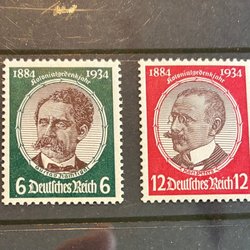 1884 1934
Kolonialgedenkjahr
6 Deutsches Reich 6
1884 1934
Kolonialgedenkjahr
12 Deutsches Reich 12